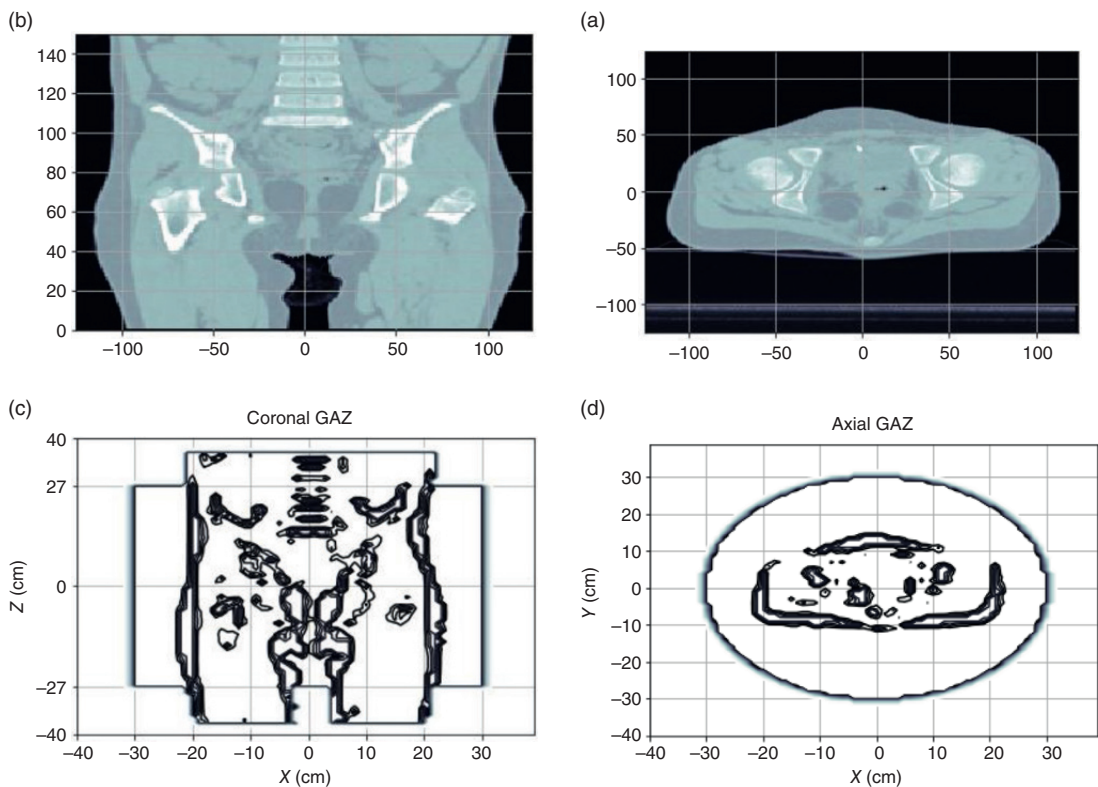 (b)
140
120
100
80
60
40
20
0
−100 −50 0 50 100
(a)
100
50
0
−50
−100
−100 −50 0 50 100
(c)
Coronal GAZ
40
27
0
−27
−40
Z (cm)
−40 −30 −20 −10 0 10 20 30
X (cm)
(d)
Axial GAZ
30
20
10
0
−10
−20
−30
−40
Y (cm)
−40 −30 −20 −10 0 10 20 30
X (cm)